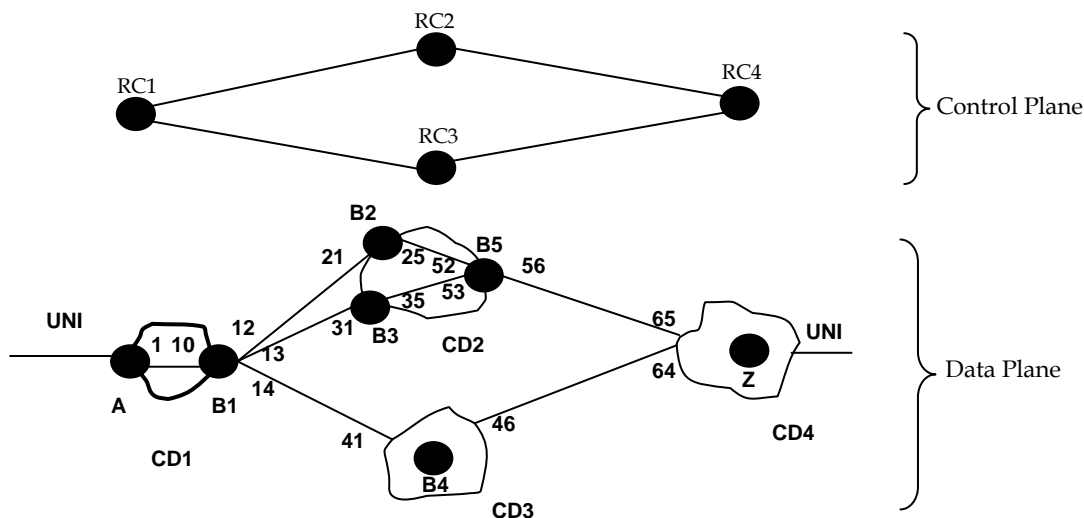 RC2
RC1
RC4
Control Plane
RC3
B2
B5
21
25
52
56
53
35
UNI
12
31
B3
65
UNI
1 10
13
CD2
64
Data Plane
14
Z
A
B1
46
41
CD4
CD1
B4
CD3